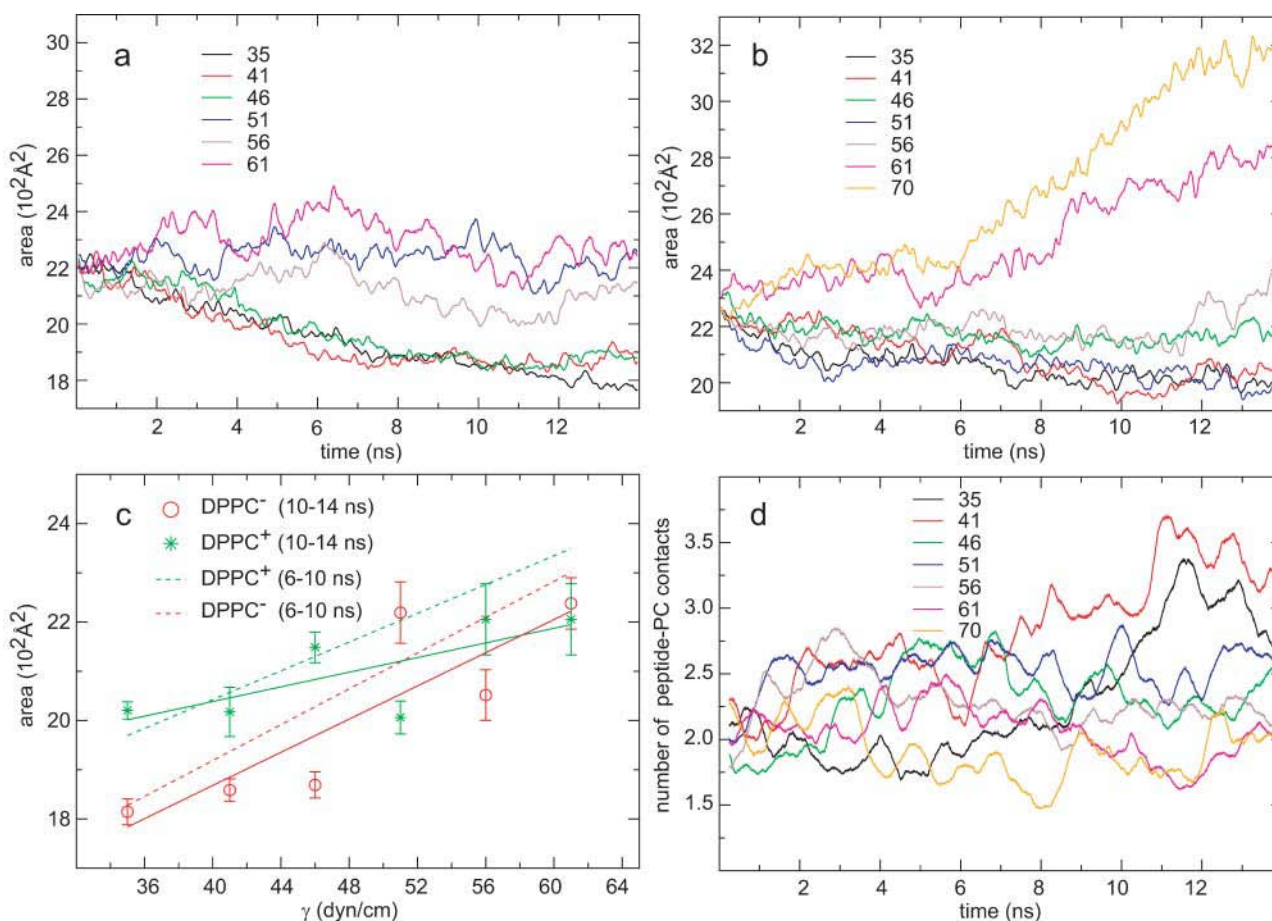 a
35
41
46
51
56
61
30
28
26
24
22
20
18
area (10²Å²)
2 4 6 8 10 12
time (ns)
b
35
41
46
51
56
61
70
32
30
28
26
24
22
20
area (10²Å²)
2 4 6 8 10 12
time (ns)
c
DPPC⁻ (10-14 ns)
DPPC⁺ (10-14 ns)
DPPC⁺ (6-10 ns)
DPPC⁻ (6-10 ns)
24
22
20
18
area (10²Å²)
36 40 44 48 52 56 60 64
γ (dyn/cm)
d
35
41
46
51
56
61
70
3.5
3.0
2.5
2.0
1.5
number of peptide-PC contacts
2 4 6 8 10 12
time (ns)